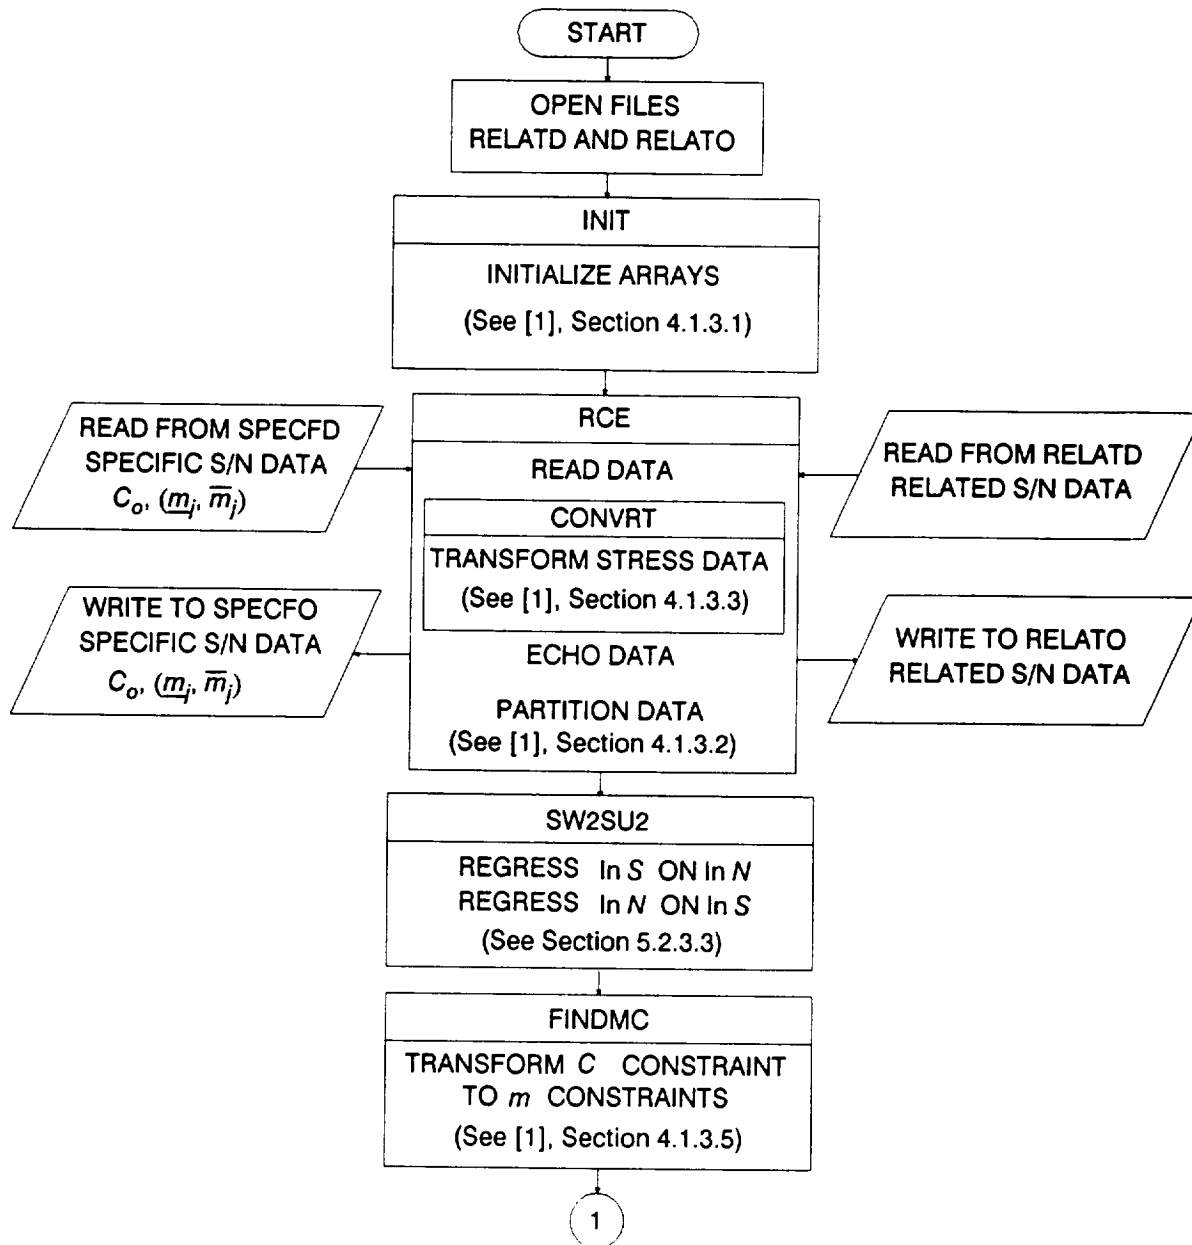 START
OPEN FILES
RELATD AND RELATO
INIT
INITIALIZE ARRAYS
(See [1], Section 4.1.3.1)
READ FROM SPECFD
SPECIFIC S/N DATA
C_o, (m̲_j, m̅_j)
RCE
READ DATA
CONVRT
TRANSFORM STRESS DATA
(See [1], Section 4.1.3.3)
ECHO DATA
PARTITION DATA
(See [1], Section 4.1.3.2)
READ FROM RELATD
RELATED S/N DATA
WRITE TO SPECFO
SPECIFIC S/N DATA
C_o, (m̲_j, m̅_j)
WRITE TO RELATO
RELATED S/N DATA
SW2SU2
REGRESS ln S ON ln N
REGRESS ln N ON ln S
(See Section 5.2.3.3)
FINDMC
TRANSFORM C CONSTRAINT
TO m CONSTRAINTS
(See [1], Section 4.1.3.5)
1